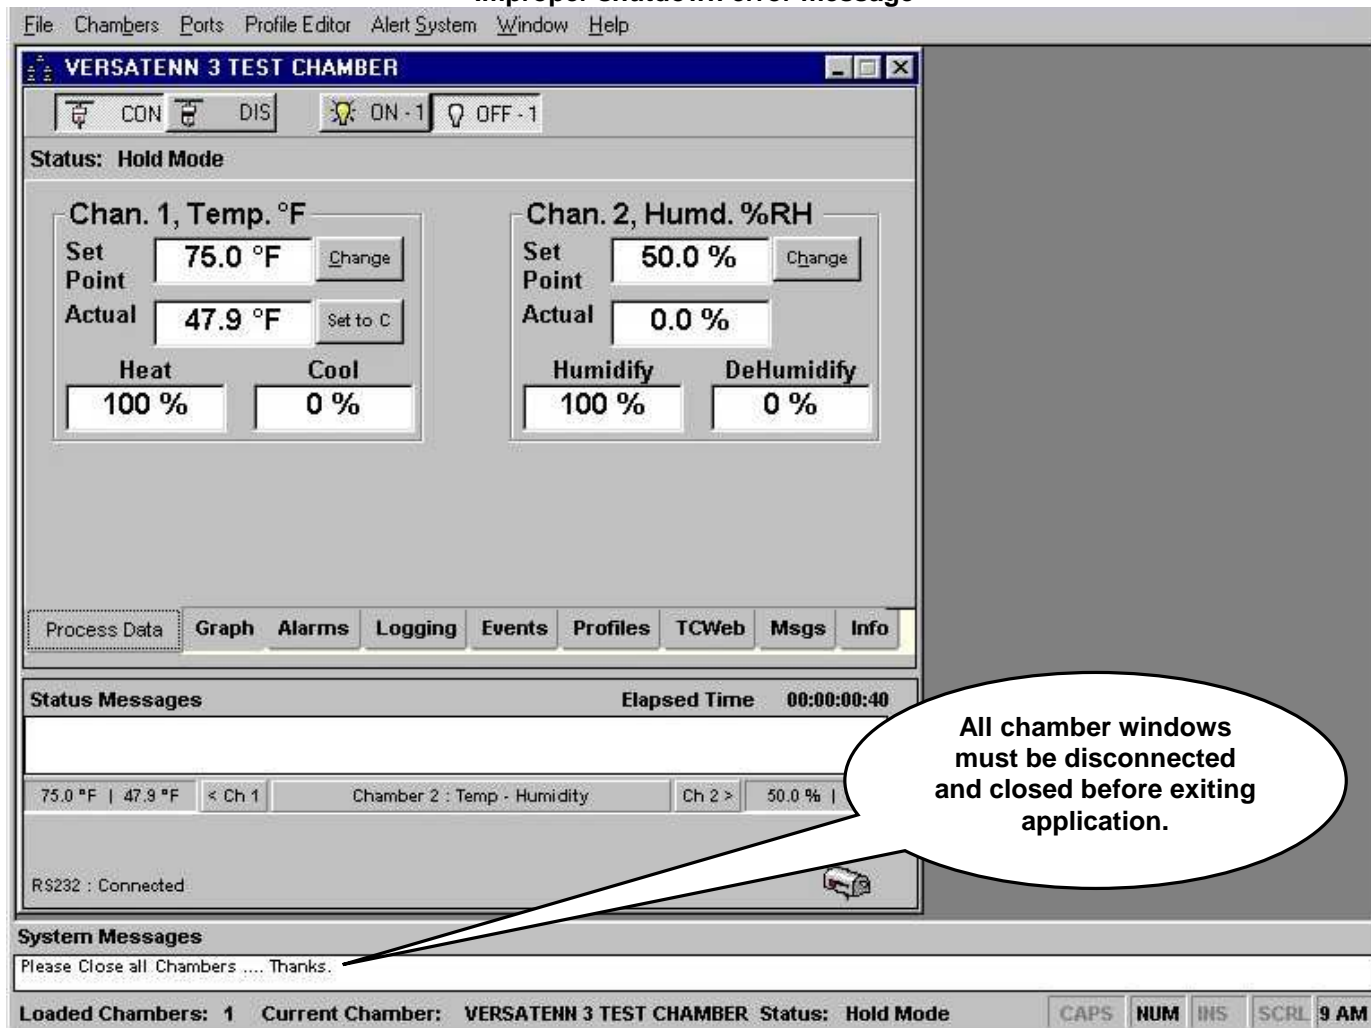 Improper shutdown error message
File Chambers Ports Profile Editor Alert System Window Help
VERSATENN 3 TEST CHAMBER
CON DIS ON - 1 OFF - 1
Status: Hold Mode
Chan. 1, Temp. °F
Set Point 75.0 °F Change
Actual 47.9 °F Set to C
Heat Cool
100 % 0 %
Chan. 2, Humd. %RH
Set Point 50.0 % Change
Actual 0.0 %
Humidify DeHumidify
100 % 0 %
Process Data Graph Alarms Logging Events Profiles TCWeb Msgs Info
Status Messages Elapsed Time 00:00:00:40
75.0 °F | 47.9 °F < Ch 1 Chamber 2 : Temp - Humidity Ch 2 > 50.0 % |
All chamber windows
must be disconnected
and closed before exiting
application.
RS232 : Connected
System Messages
Please Close all Chambers .... Thanks.
Loaded Chambers: 1 Current Chamber: VERSATENN 3 TEST CHAMBER Status: Hold Mode CAPS NUM INS SCRL 9 AM